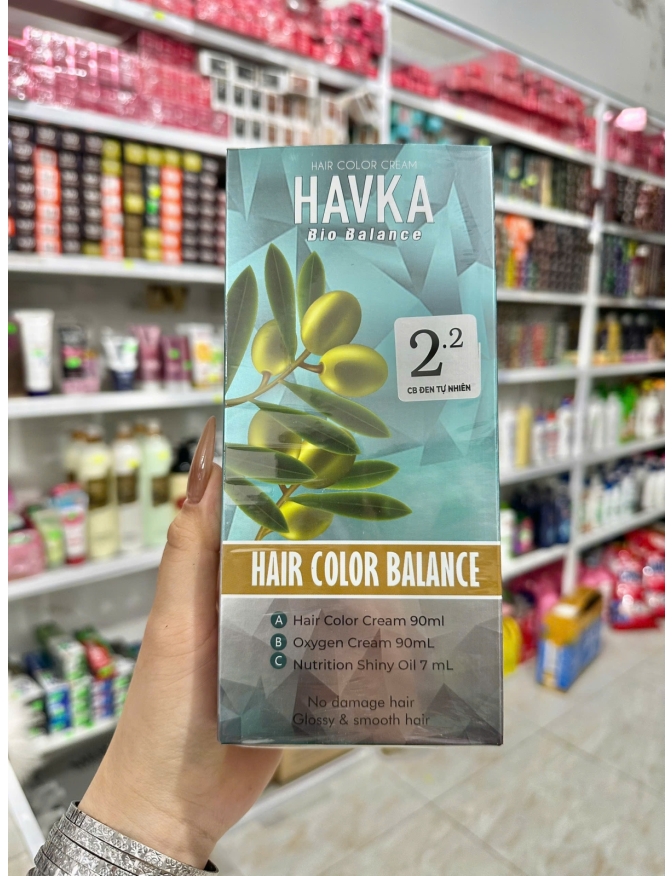 HAIR COLOR CREAM
HAVKA
Bio Balance
2.2
CB ĐEN TỰ NHIÊN
HAIR COLOR BALANCE
A Hair Color Cream 90ml
B Oxygen Cream 90mL
C Nutrition Shiny Oil 7 mL
No damage hair
Glossy & smooth hair